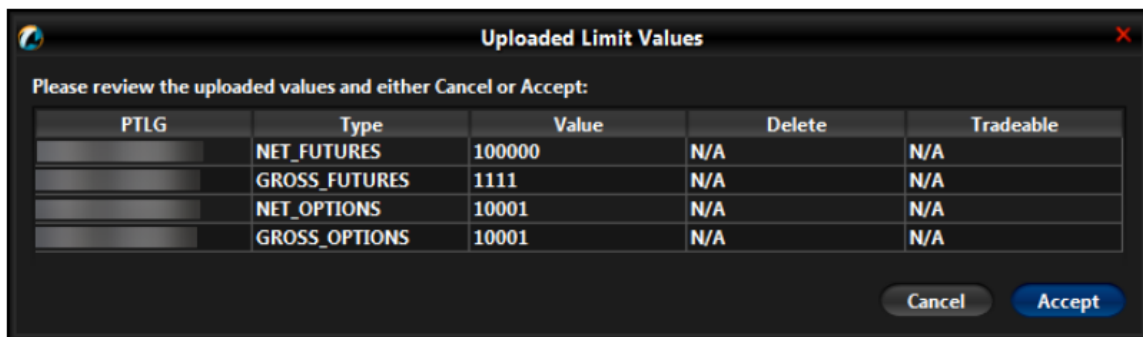 Uploaded Limit Values
Please review the uploaded values and either Cancel or Accept:
PTLG Type Value Delete Tradeable
NET_FUTURES 100000 N/A N/A
GROSS_FUTURES 1111 N/A N/A
NET_OPTIONS 10001 N/A N/A
GROSS_OPTIONS 10001 N/A N/A
Cancel Accept